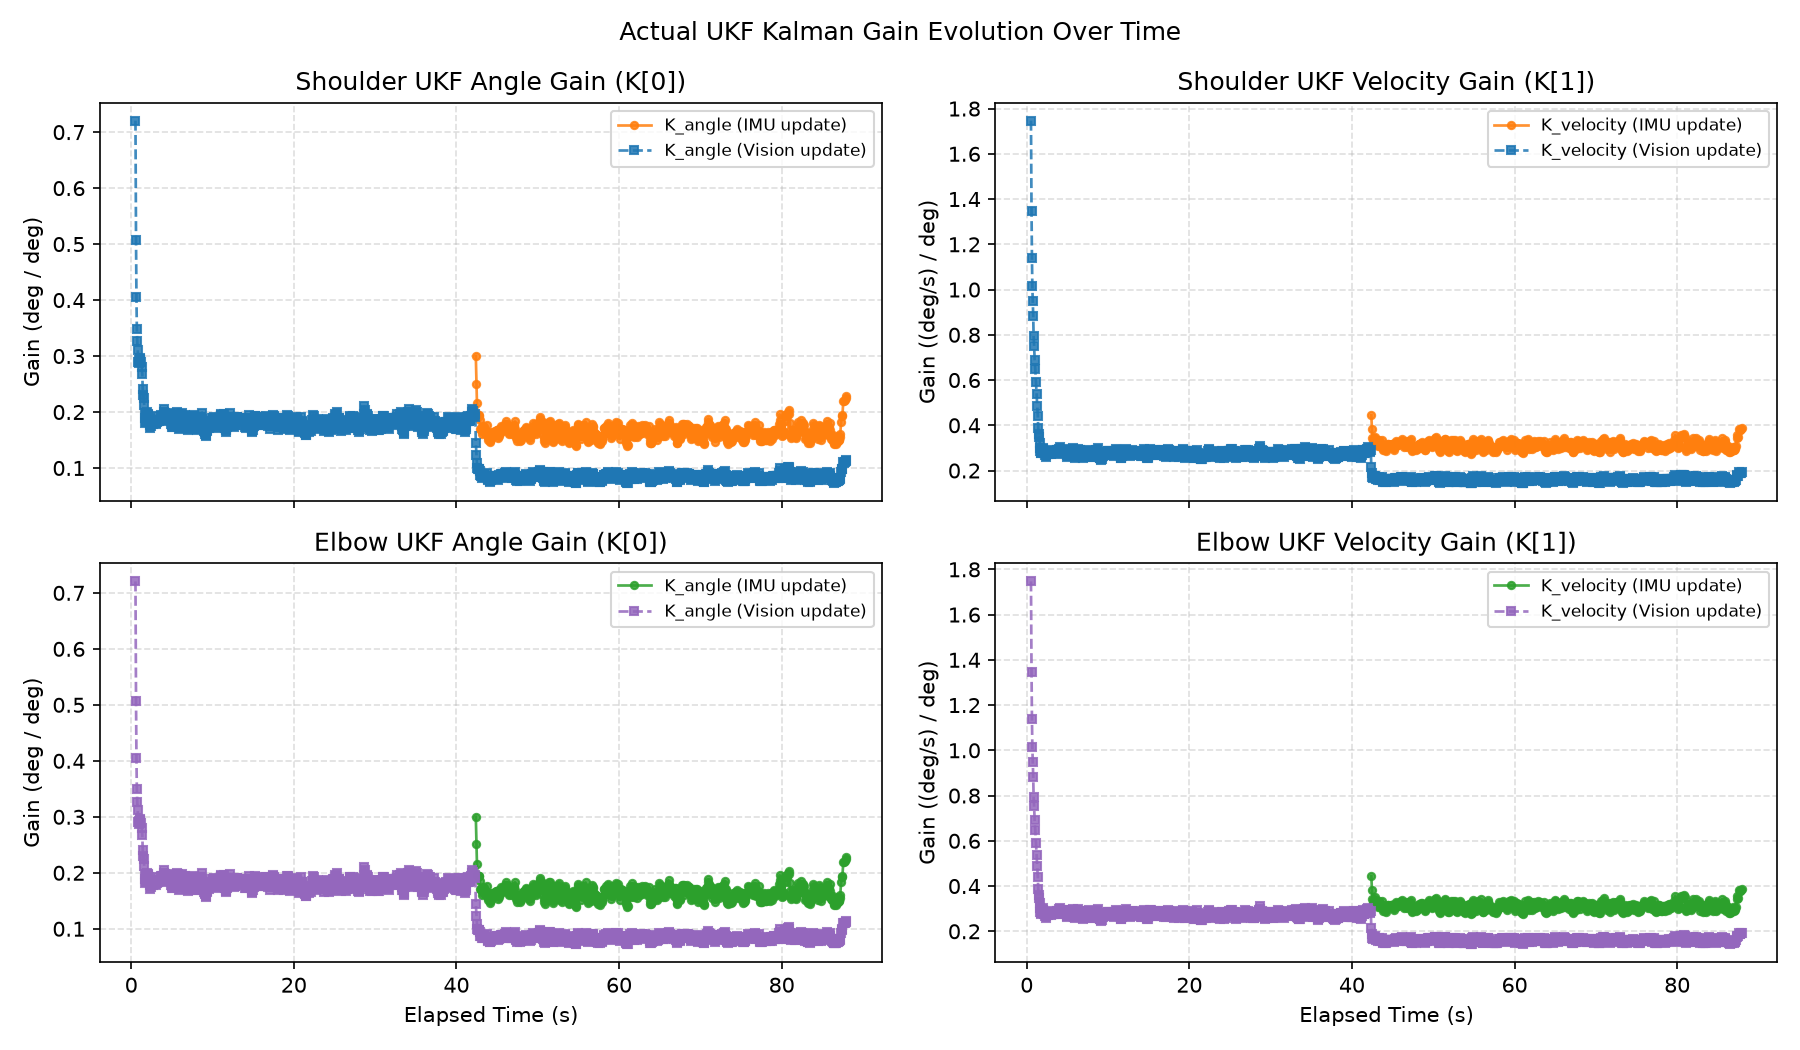 Actual UKF Kalman Gain Evolution Over Time
Shoulder UKF Angle Gain (K[0])
Gain (deg / deg)
0.7
0.6
0.5
0.4
0.3
0.2
0.1
K_angle (IMU update)
K_angle (Vision update)
Shoulder UKF Velocity Gain (K[1])
Gain ((deg/s) / deg)
1.8
1.6
1.4
1.2
1.0
0.8
0.6
0.4
0.2
K_velocity (IMU update)
K_velocity (Vision update)
Elbow UKF Angle Gain (K[0])
Gain (deg / deg)
0.7
0.6
0.5
0.4
0.3
0.2
0.1
K_angle (IMU update)
K_angle (Vision update)
0 20 40 60 80
Elapsed Time (s)
Elbow UKF Velocity Gain (K[1])
Gain ((deg/s) / deg)
1.8
1.6
1.4
1.2
1.0
0.8
0.6
0.4
0.2
K_velocity (IMU update)
K_velocity (Vision update)
0 20 40 60 80
Elapsed Time (s)